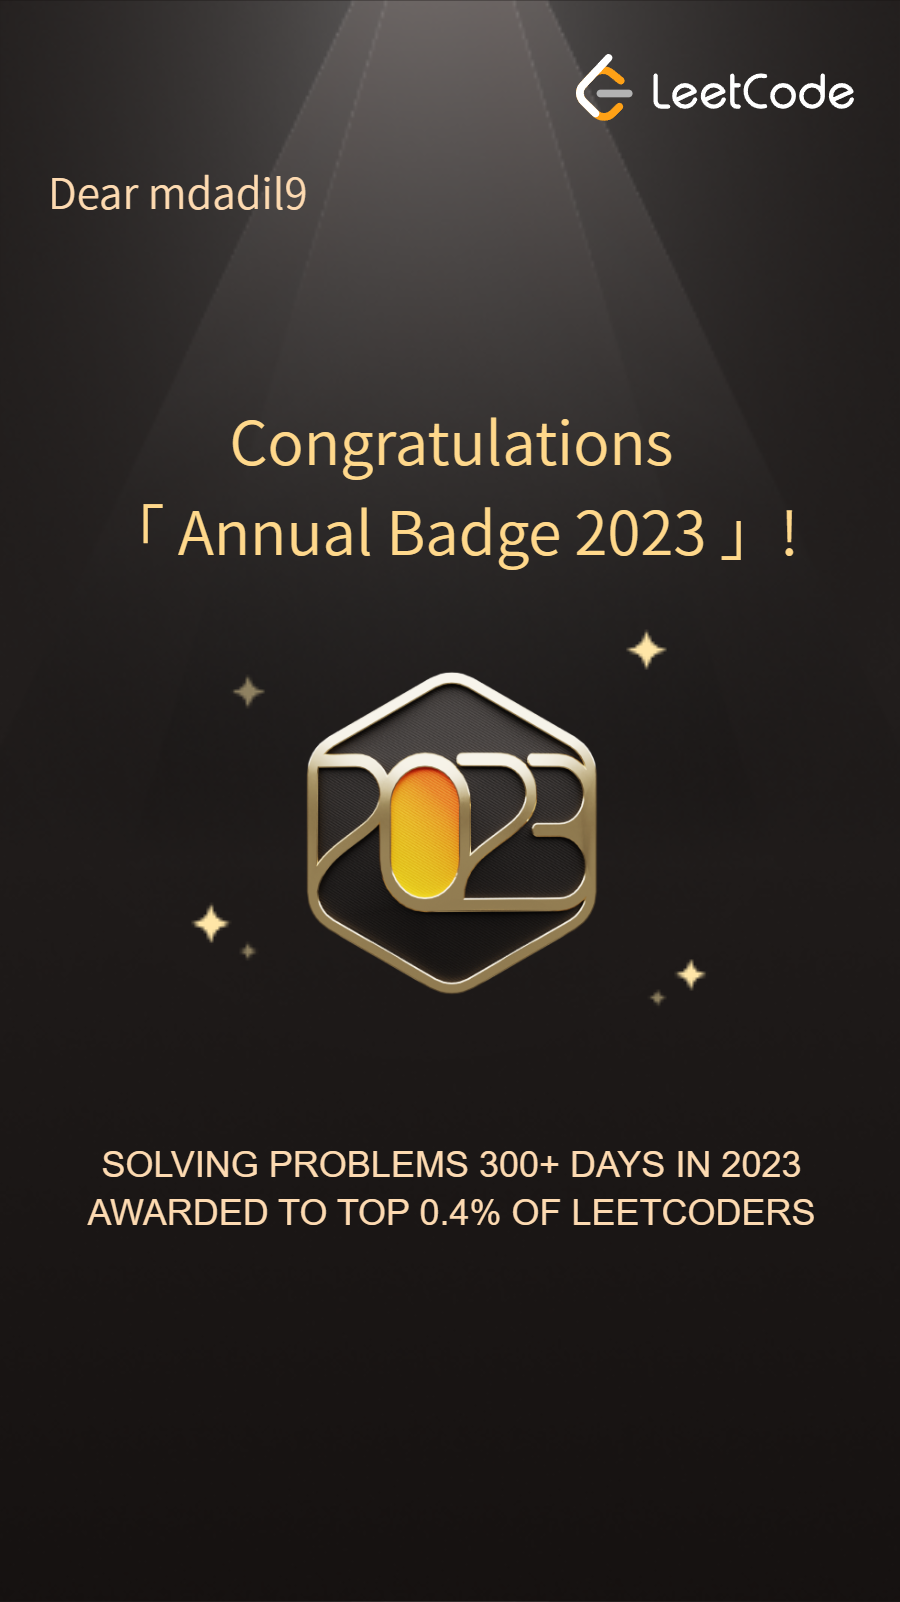 LeetCode
Dear mdadil9
Congratulations
「 Annual Badge 2023 」 !
2023
SOLVING PROBLEMS 300+ DAYS IN 2023
AWARDED TO TOP 0.4% OF LEETCODERS